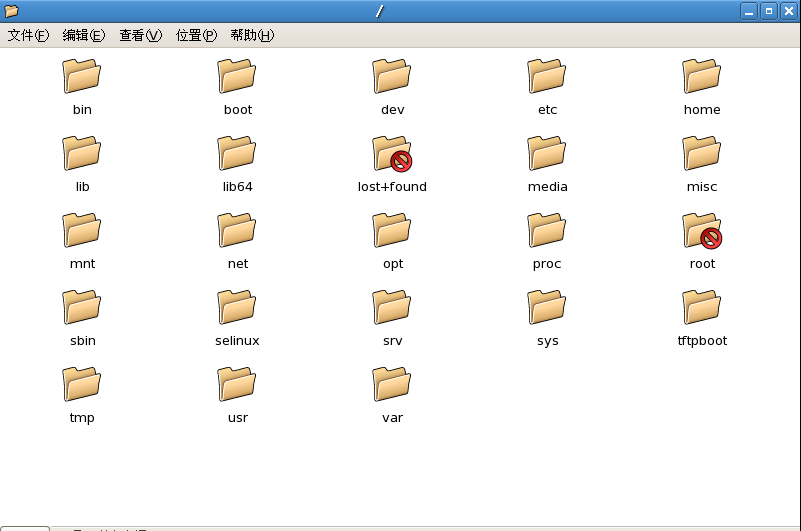 /
文件(F) 编辑(E) 查看(V) 位置(P) 帮助(H)
bin boot dev etc home
lib lib64 lost+found media misc
mnt net opt proc root
sbin selinux srv sys tftpboot
tmp usr var